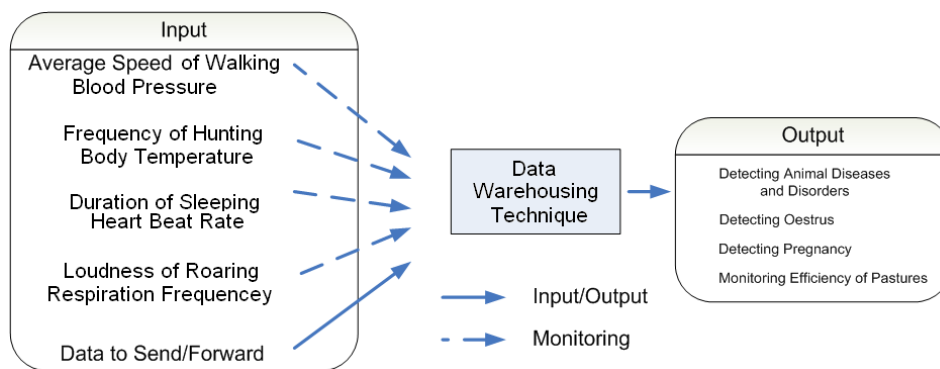 Input
Average Speed of Walking
Blood Pressure
Frequency of Hunting
Body Temperature
Duration of Sleeping
Heart Beat Rate
Loudness of Roaring
Respiration Frequencey
Data to Send/Forward
Data
Warehousing
Technique
Output
Detecting Animal Diseases
and Disorders
Detecting Oestrus
Detecting Pregnancy
Monitoring Efficiency of Pastures
Input/Output
Monitoring